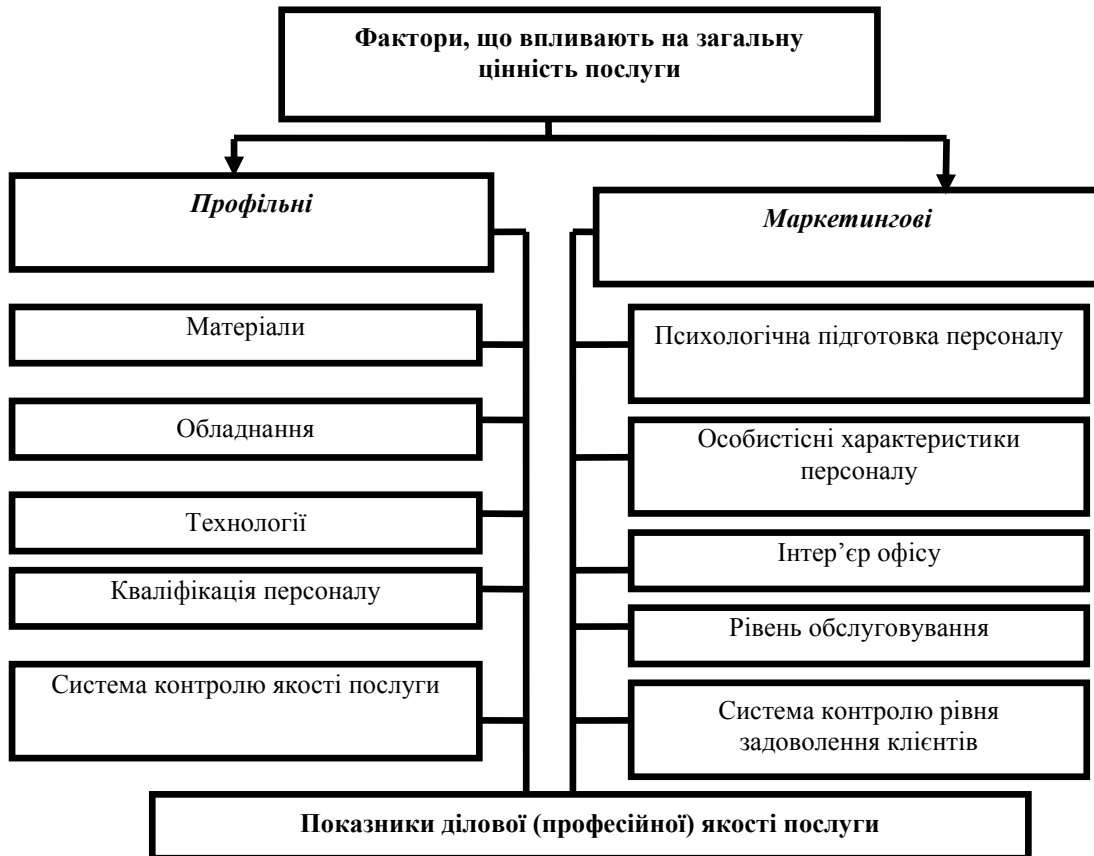 Фактори, що впливають на загальну
цінність послуги
Профільні
Маркетингові
Матеріали
Обладнання
Технології
Кваліфікація персоналу
Система контролю якості послуги
Психологічна підготовка персоналу
Особистісні характеристики
персоналу
Інтер’єр офісу
Рівень обслуговування
Система контролю рівня
задоволення клієнтів
Показники ділової (професійної) якості послуги